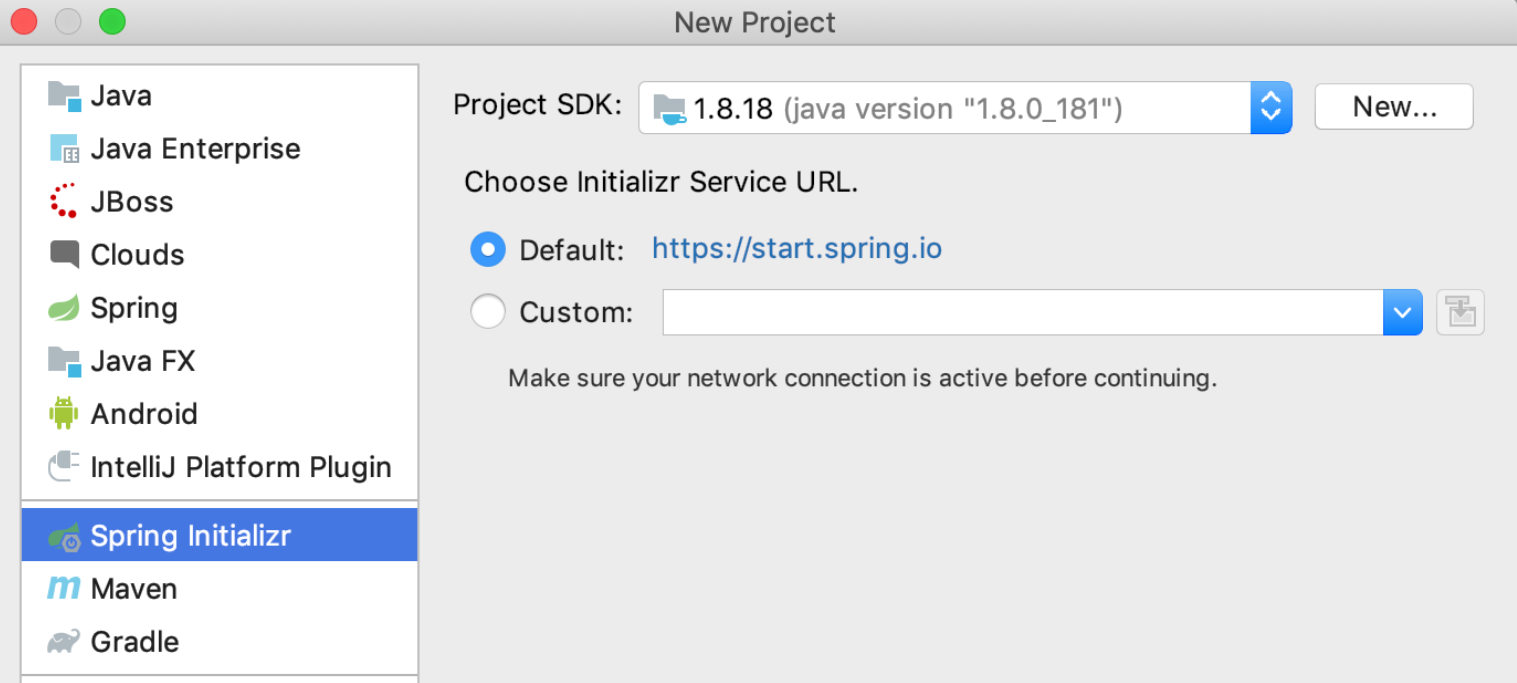 New Project
Java
Java Enterprise
JBoss
Clouds
Spring
Java FX
Android
IntelliJ Platform Plugin
Spring Initializr
Maven
Gradle
Project SDK: 1.8.18 (java version "1.8.0_181") New...
Choose Initializr Service URL.
Default: https://start.spring.io
Custom:
Make sure your network connection is active before continuing.